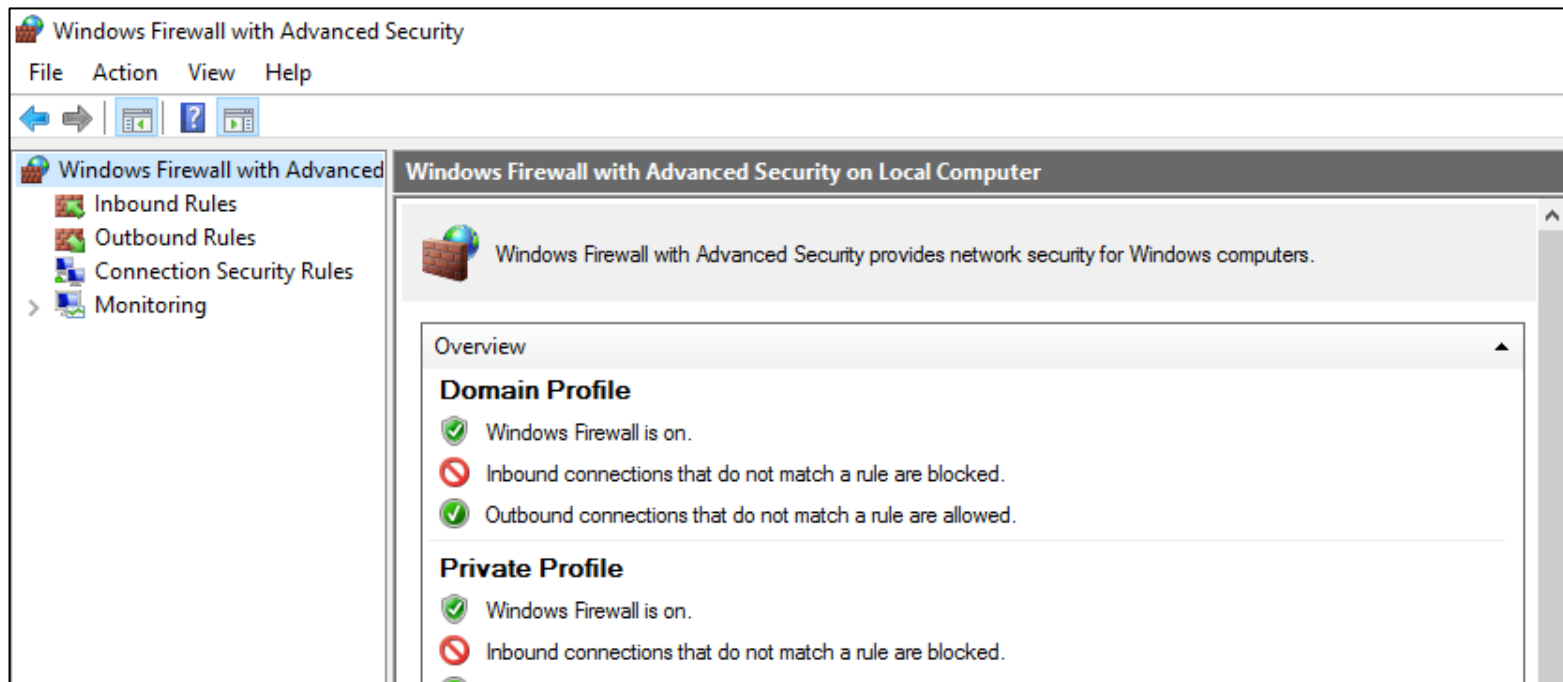 Windows Firewall with Advanced Security
File Action View Help
Windows Firewall with Advanced
Inbound Rules
Outbound Rules
Connection Security Rules
Monitoring
Windows Firewall with Advanced Security on Local Computer
Windows Firewall with Advanced Security provides network security for Windows computers.
Overview
Domain Profile
Windows Firewall is on.
Inbound connections that do not match a rule are blocked.
Outbound connections that do not match a rule are allowed.
Private Profile
Windows Firewall is on.
Inbound connections that do not match a rule are blocked.